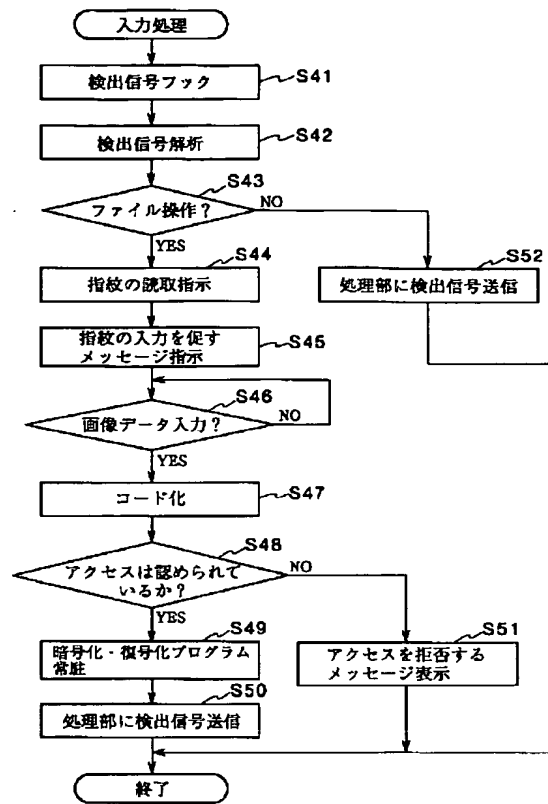 入力処理
検出信号フック
S41
検出信号解析
S42
S43
ファイル操作?
NO
YES
S44
指紋の読取指示
S52
処理部に検出信号送信
指紋の入力を促す
メッセージ指示
S45
S46
画像データ入力?
NO
YES
コード化
S47
S48
アクセスは認められて
いるか?
NO
YES
S49
暗号化・復号化プログラム
常駐
S51
アクセスを拒否する
メッセージ表示
S50
処理部に検出信号送信
終了